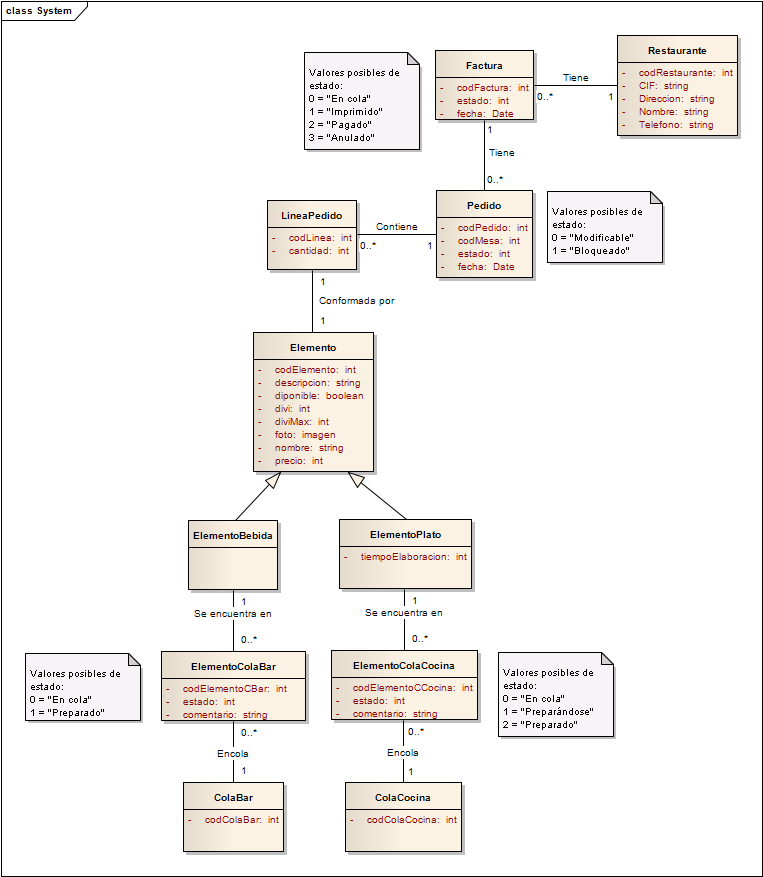 class System
Valores posibles de
estado:
0 = "En cola"
1 = "Imprimido"
2 = "Pagado"
3 = "Anulado"
Factura
- codFactura: int
- estado: int
- fecha: Date
Tiene
0..*
1
Restaurante
- codRestaurante: int
- CIF: string
- Direccion: string
- Nombre: string
- Telefono: string
1
Tiene
0..*
LineaPedido
- codLinea: int
- cantidad: int
Contiene
0..*
1
Pedido
- codPedido: int
- codMesa: int
- estado: int
- fecha: Date
Valores posibles de
estado:
0 = "Modificable"
1 = "Bloqueado"
1
Conformada por
1
Elemento
- codElemento: int
- descripcion: string
- diponible: boolean
- divi: int
- diviMax: int
- foto: imagen
- nombre: string
- precio: int
ElementoBebida
ElementoPlato
- tiempoElaboracion: int
1
Se encuentra en
0..*
1
Se encuentra en
0..*
Valores posibles de
estado:
0 = "En cola"
1 = "Preparado"
ElementoColaBar
- codElementoCBar: int
- estado: int
- comentario: string
ElementoColaCocina
- codElementoCCocina: int
- estado: int
- comentario: string
Valores posibles de
estado:
0 = "En cola"
1 = "Preparándose"
2 = "Preparado"
0..*
Encola
1
0..*
Encola
1
ColaBar
- codColaBar: int
ColaCocina
- codColaCocina: int